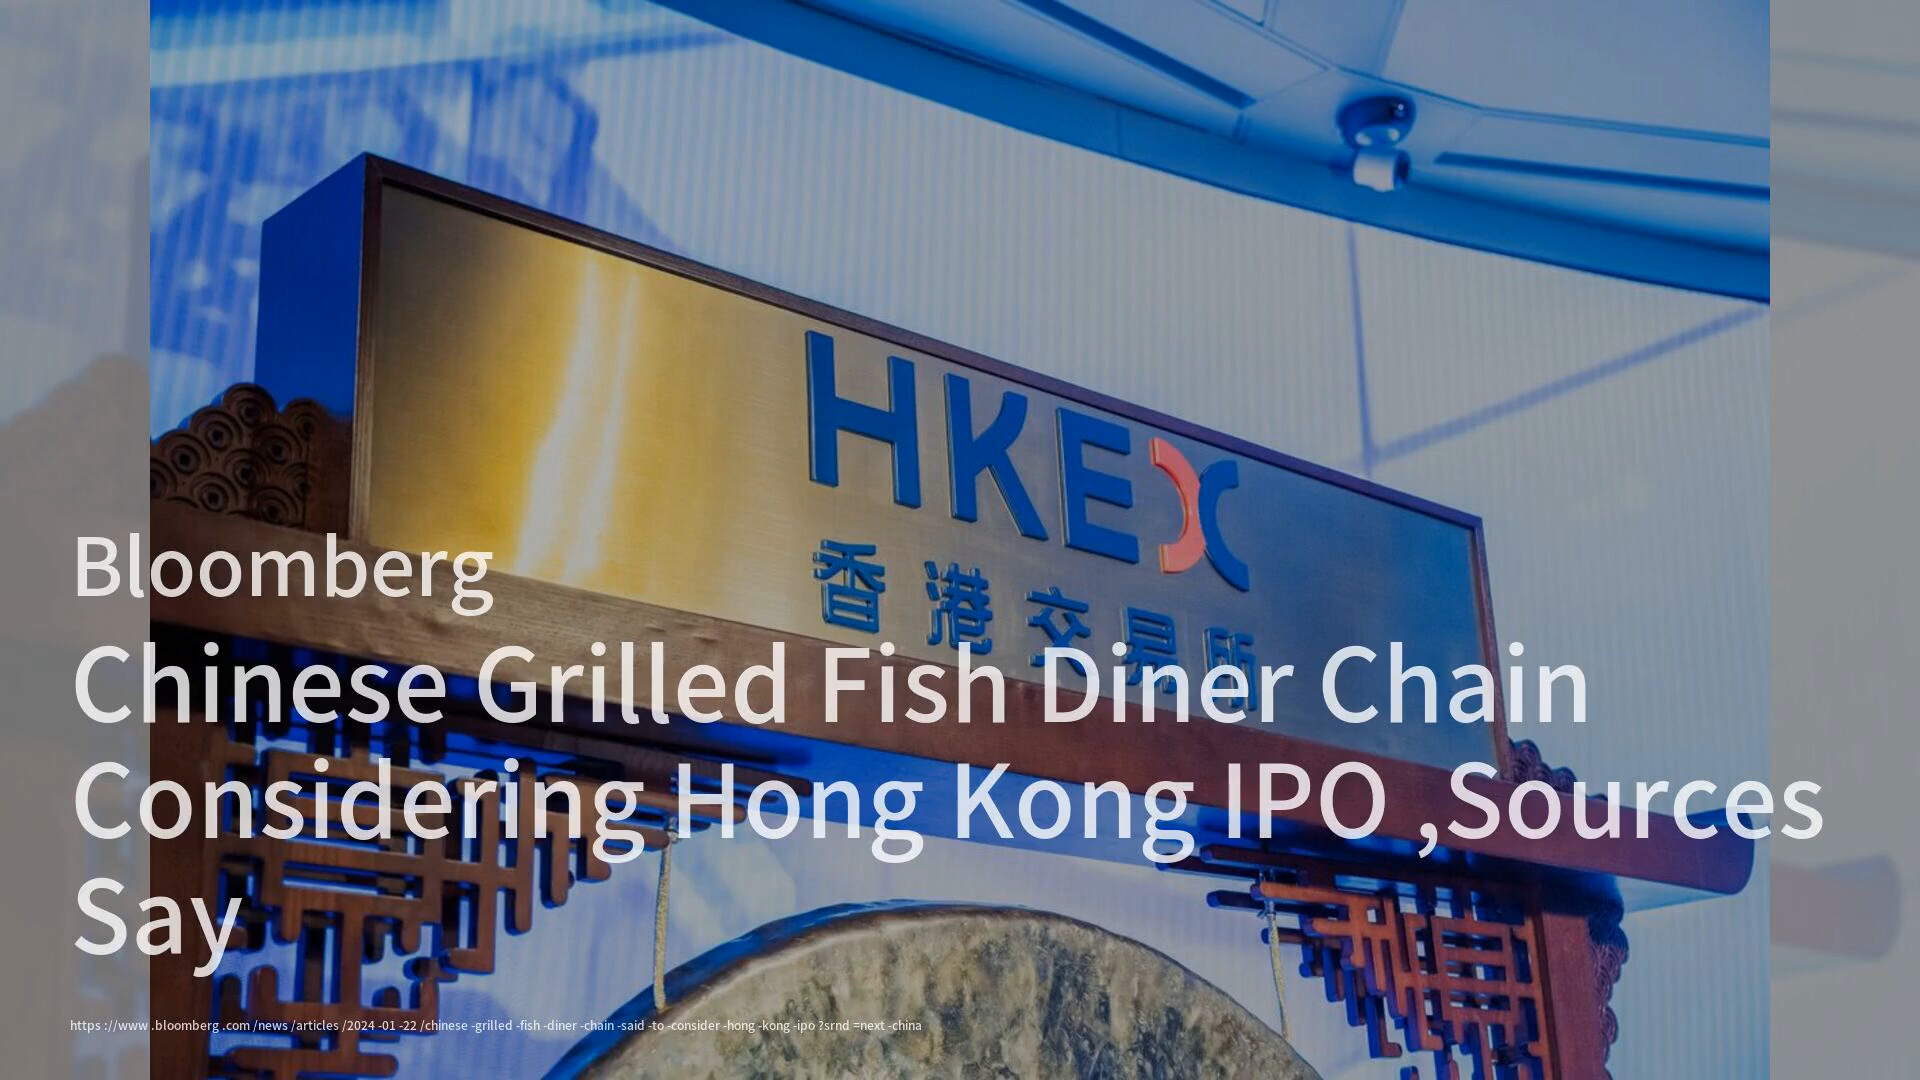 HKEX
香港交易所
Bloomberg
Chinese Grilled Fish Diner Chain
Considering Hong Kong IPO ,Sources
Say
https ://www .bloomberg .com /news /articles /2024 -01 -22 /chinese -grilled -fish -diner -chain -said -to -consider -hong -kong -ipo ?srnd =next -china